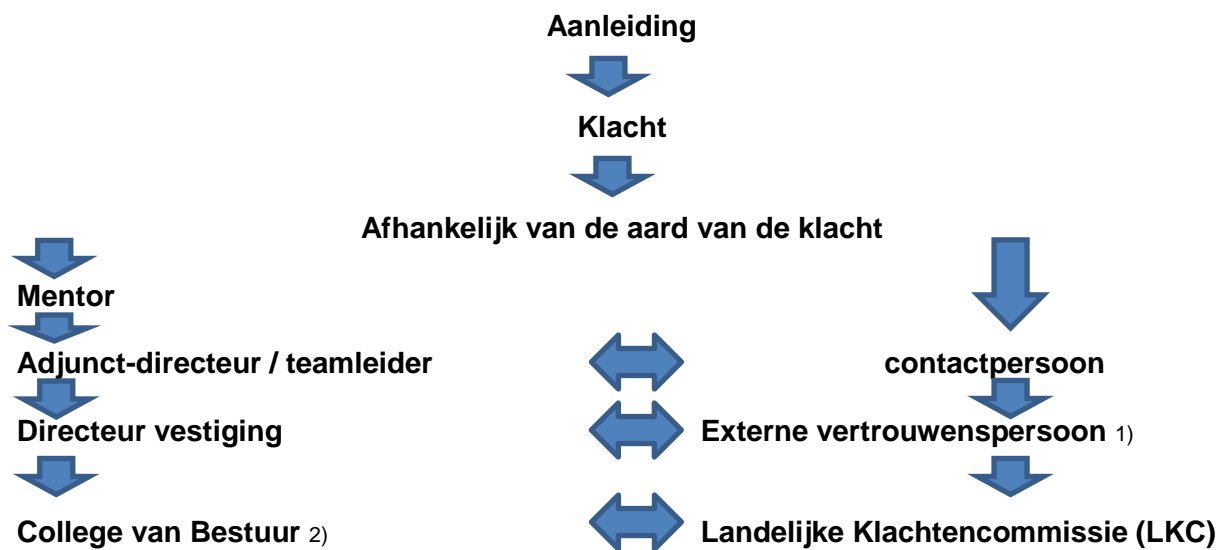 Aanleiding
Klacht
Afhankelijk van de aard van de klacht
Mentor
Adjunct-directeur / teamleider contactpersoon
Directeur vestiging Externe vertrouwenspersoon 1)
College van Bestuur 2) Landelijke Klachtencommissie (LKC)